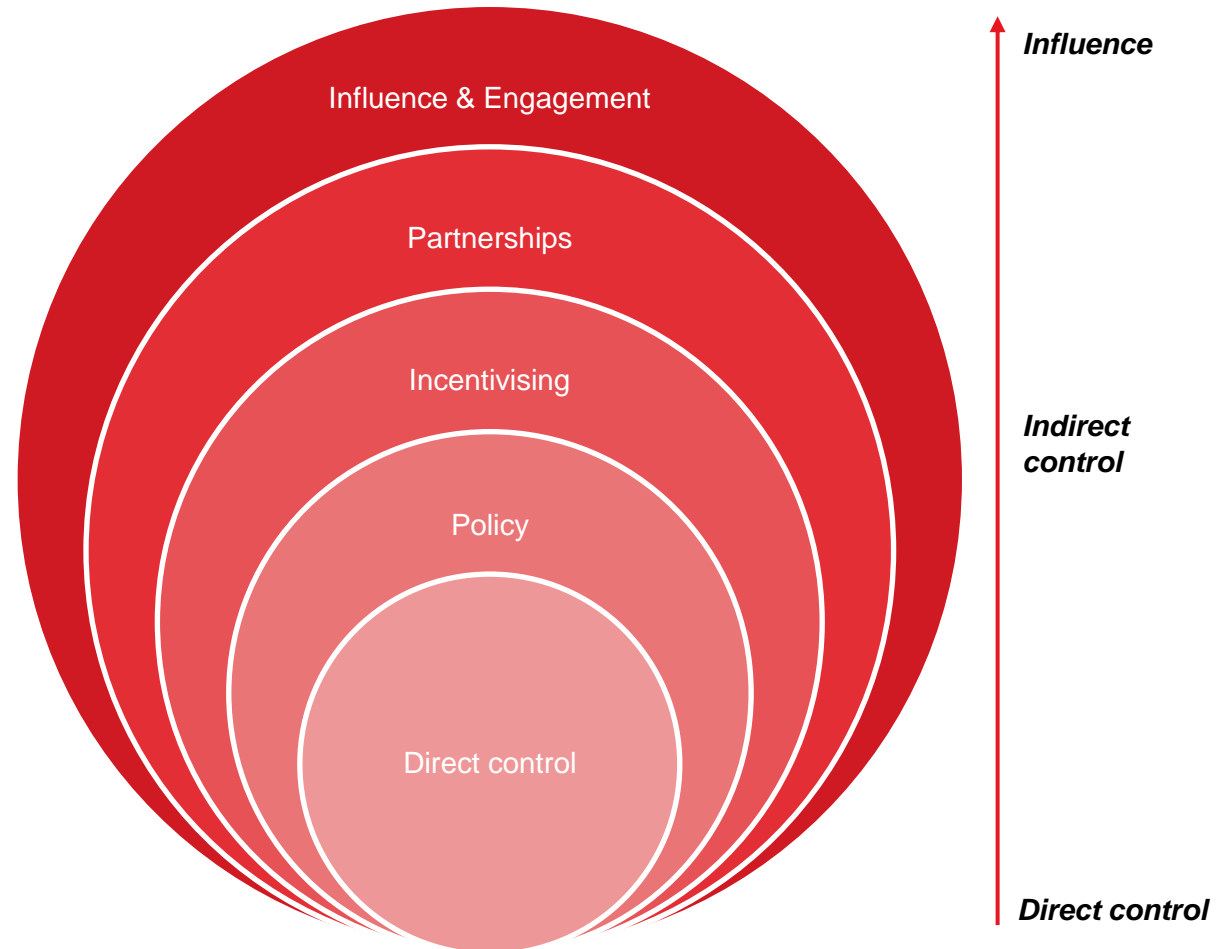 Influence
Influence & Engagement
Partnerships
Incentivising
Indirect
control
Policy
Direct control
Direct control